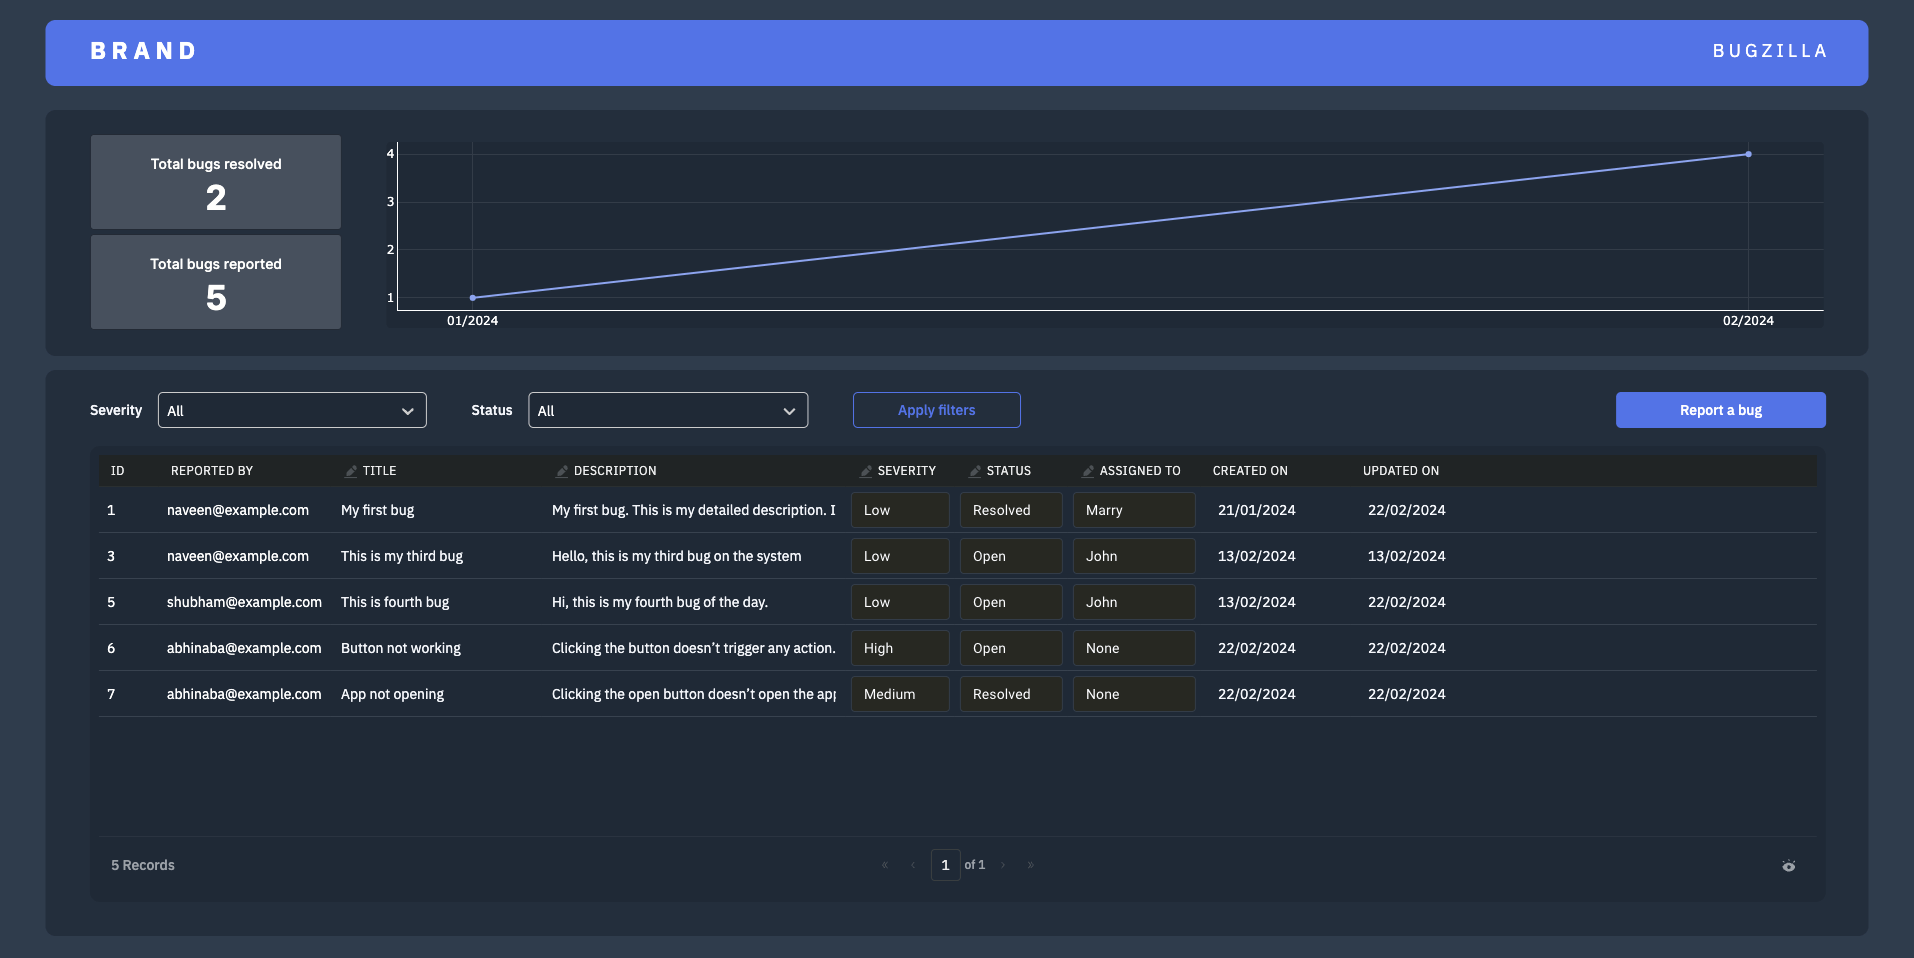 BRAND
BUGZILLA
Total bugs resolved
2
Total bugs reported
5
4
3
2
1
01/2024 02/2024
Severity All Status All Apply filters Report a bug
ID REPORTED BY TITLE DESCRIPTION SEVERITY STATUS ASSIGNED TO CREATED ON UPDATED ON
1 naveen@example.com My first bug My first bug. This is my detailed description. I Low Resolved Marry 21/01/2024 22/02/2024
3 naveen@example.com This is my third bug Hello, this is my third bug on the system Low Open John 13/02/2024 13/02/2024
5 shubham@example.com This is fourth bug Hi, this is my fourth bug of the day. Low Open John 13/02/2024 22/02/2024
6 abhinaba@example.com Button not working Clicking the button doesn't trigger any action. High Open None 22/02/2024 22/02/2024
7 abhinaba@example.com App not opening Clicking the open button doesn't open the app Medium Resolved None 22/02/2024 22/02/2024
5 Records « ‹ 1 of 1 › »